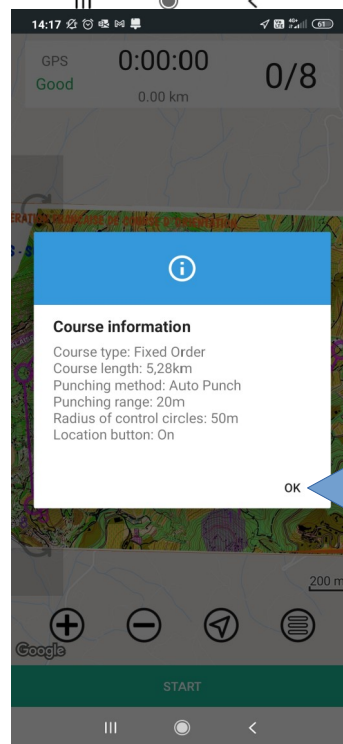 14:17
4G+
61
GPS
0:00:00
0/8
Good
0.00 km
Course information
Course type: Fixed Order
Course length: 5,28km
Punching method: Auto Punch
Punching range: 20m
Radius of control circles: 50m
Location button: On
OK
200 m
Google
START